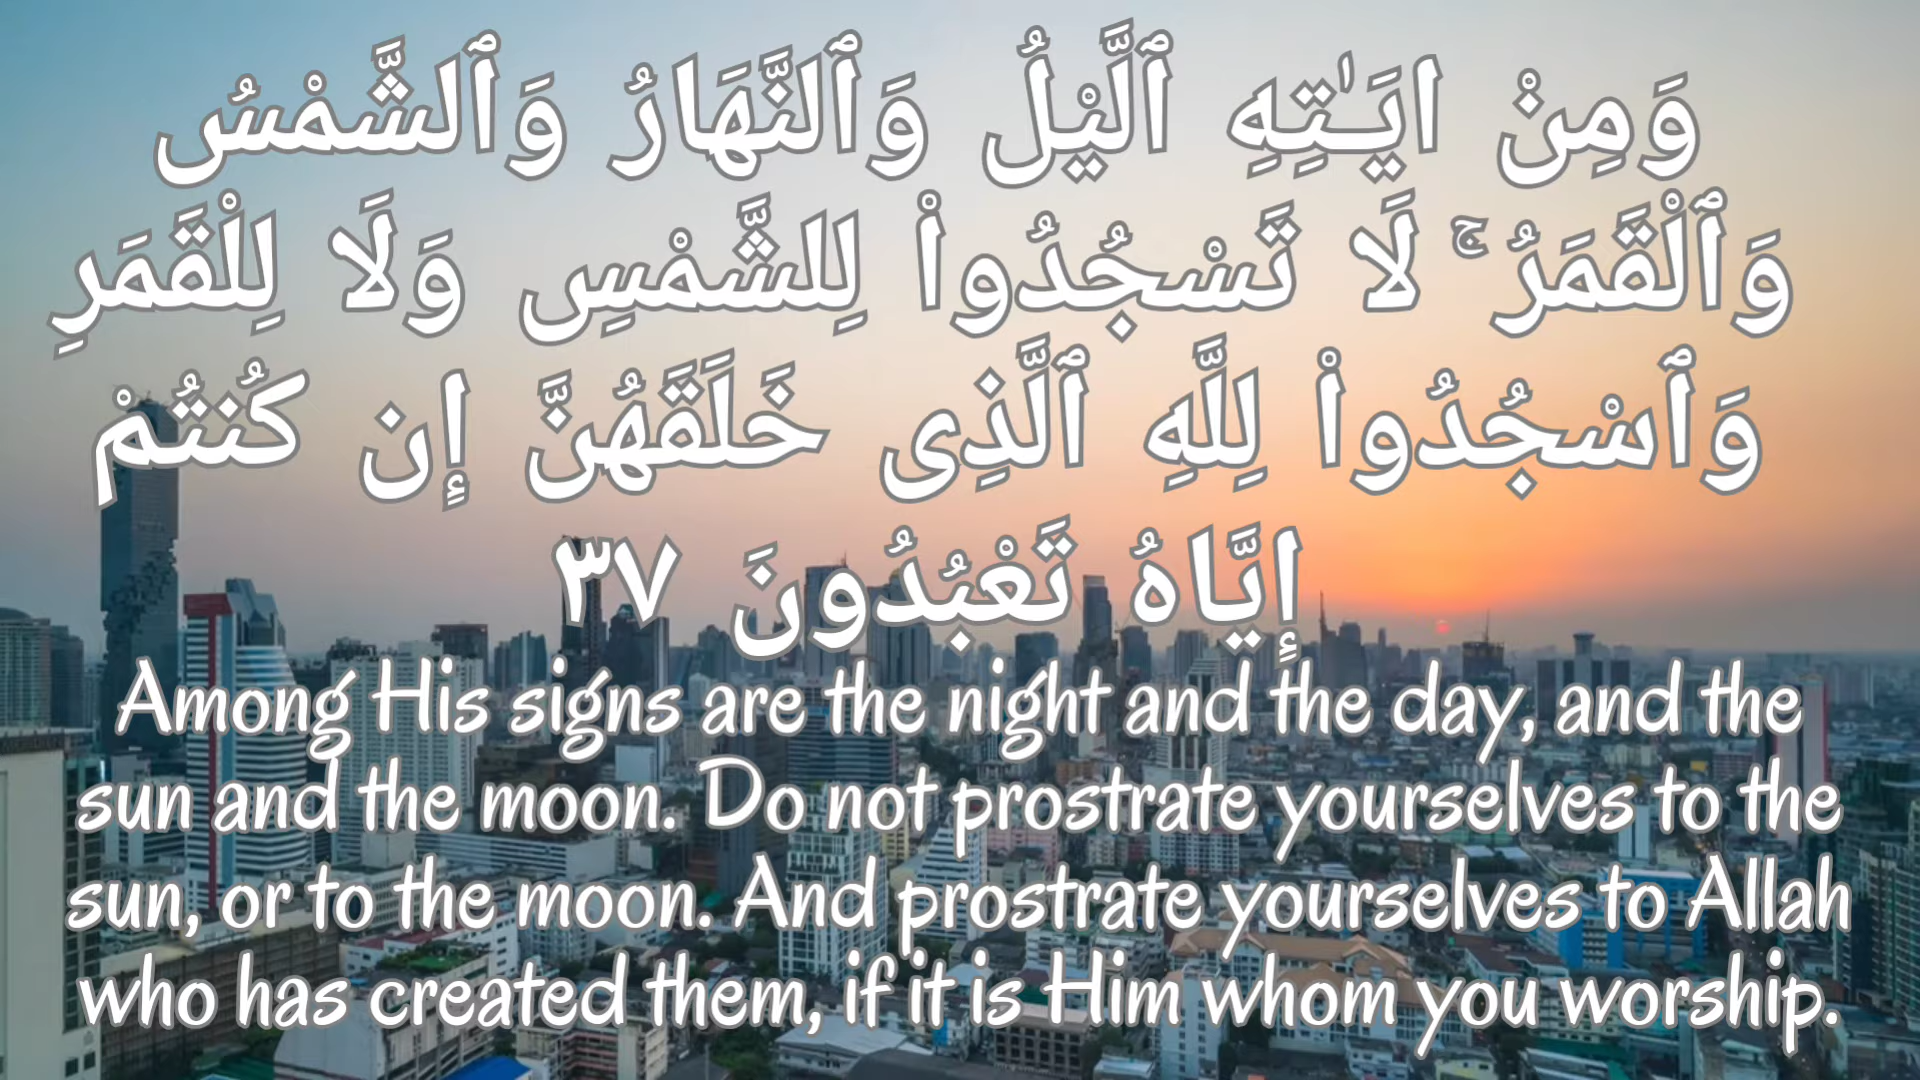 وَمِنْ ايَـٰتِهِ ٱلَّيْلُ وَٱلنَّهَارُ وَٱلشَّمْسُ
وَٱلْقَمَرُ ۚ لَا تَسْجُدُوا۟ لِلشَّمْسِ وَلَا لِلْقَمَرِ
وَٱسْجُدُوا۟ لِلَّهِ ٱلَّذِى خَلَقَهُنَّ إِن كُنتُمْ
إِيَّاهُ تَعْبُدُونَ ٣٧
Among His signs are the night and the day, and the
sun and the moon. Do not prostrate yourselves to the
sun, or to the moon. And prostrate yourselves to Allah
who has created them, if it is Him whom you worship.